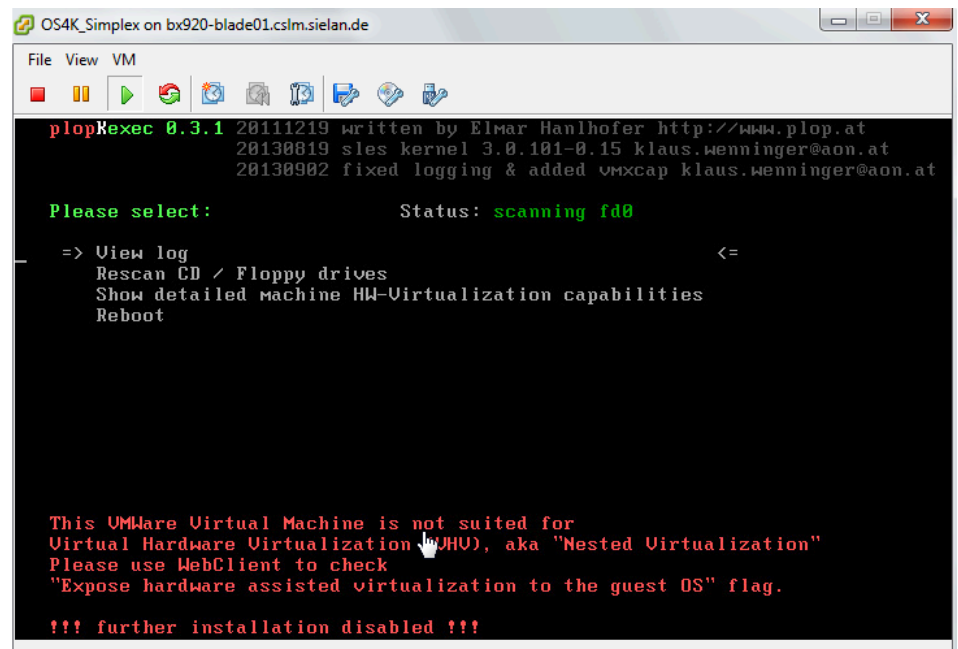 OS4K_Simplex on bx920-blade01.cslm.sielan.de
File View VM
plopKexec 0.3.1 20111219 written by Elmar Hanlhofer http://www.plop.at
20130819 sles kernel 3.0.101-0.15 klaus.wenninger@aon.at
20130902 fixed logging & added vmxcap klaus.wenninger@aon.at
Please select: Status: scanning fd0
=> View log <=
Rescan CD / Floppy drives
Show detailed machine HW-Virtualization capabilities
Reboot
This VMWare Virtual Machine is not suited for
Virtual Hardware Virtualization (VHV), aka "Nested Virtualization"
Please use WebClient to check
"Expose hardware assisted virtualization to the guest OS" flag.
!!! further installation disabled !!!